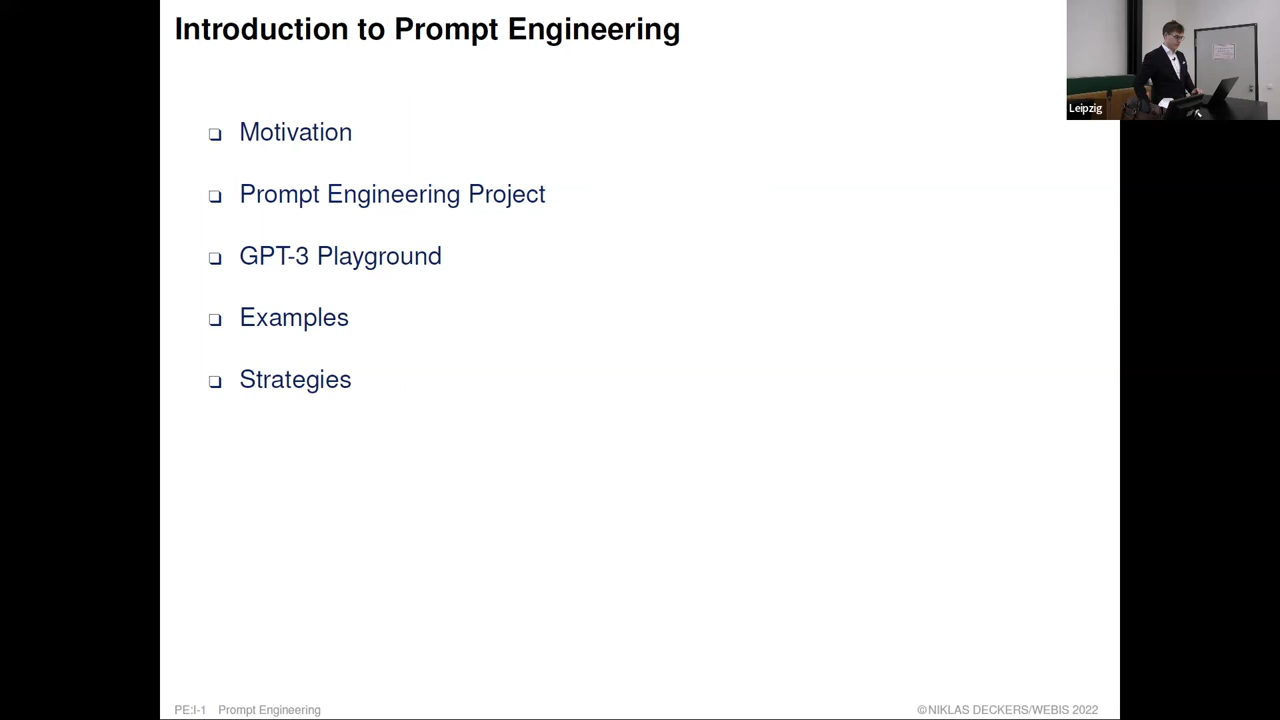 Introduction to Prompt Engineering
Leipzig
❑ Motivation
❑ Prompt Engineering Project
❑ GPT-3 Playground
❑ Examples
❑ Strategies
PE:I-1 Prompt Engineering
©NIKLAS DECKERS/WEBIS 2022